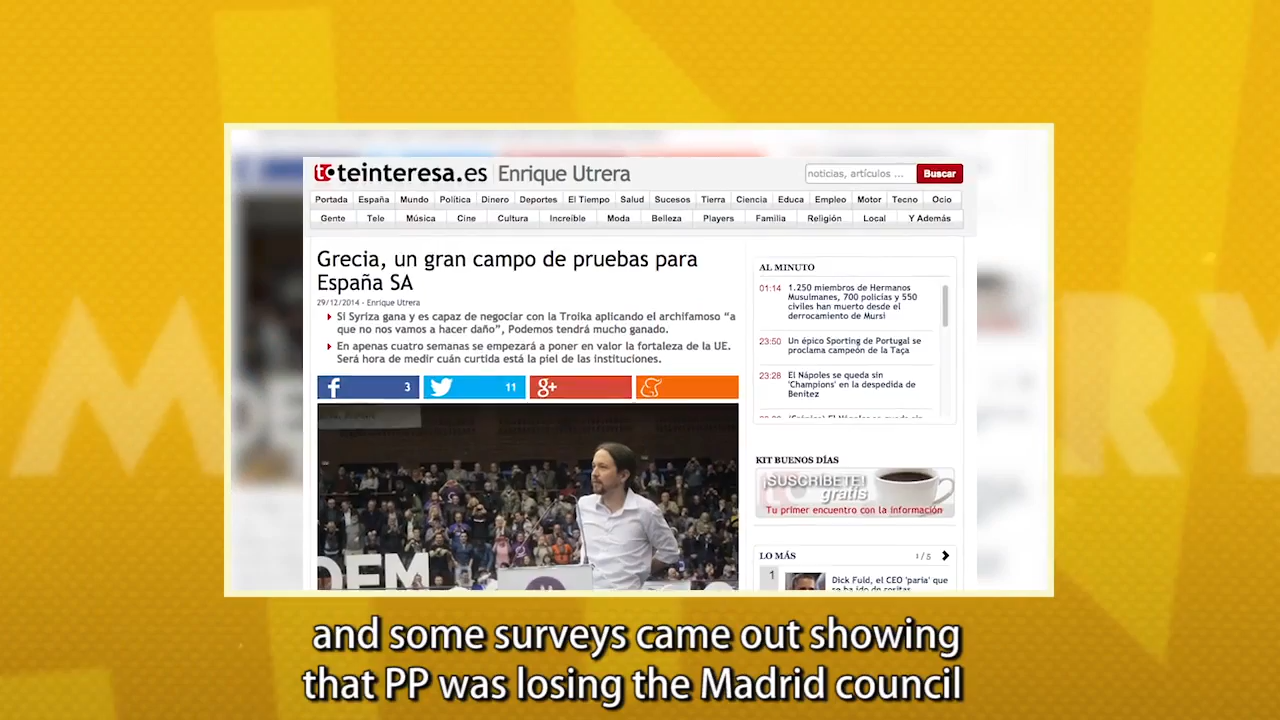 teinteresa.es Enrique Utrera
noticias, artículos ... Buscar
Portada España Mundo Política Dinero Deportes El Tiempo Salud Sucesos Tierra Ciencia Educa Empleo Motor Tecno Ocio
Gente Tele Música Cine Cultura Increíble Moda Belleza Players Familia Religión Local Y Además
Grecia, un gran campo de pruebas para
España SA
29/12/2014 - Enrique Utrera
Si Syriza gana y es capaz de negociar con la Troika aplicando el archifamoso “a
que no nos vamos a hacer daño”, Podemos tendrá mucho ganado.
En apenas cuatro semanas se empezará a poner en valor la fortaleza de la UE.
Será hora de medir cuán curtida está la piel de las instituciones.
3
11
g+
DEM
AL MINUTO
01:14 1.250 miembros de Hermanos
Musulmanes, 700 policías y 550
civiles han muerto desde el
derrocamiento de Mursi
23:50 Un épico Sporting de Portugal se
proclama campeón de la Taça
23:28 El Nápoles se queda sin
'Champions' en la despedida de
Benítez
KIT BUENOS DÍAS
¡SUSCRÍBETE!
gratis
Tu primer encuentro con la información
LO MÁS 1/5
1
Dick Fuld, el CEO 'paria' que
and some surveys came out showing
that PP was losing the Madrid council